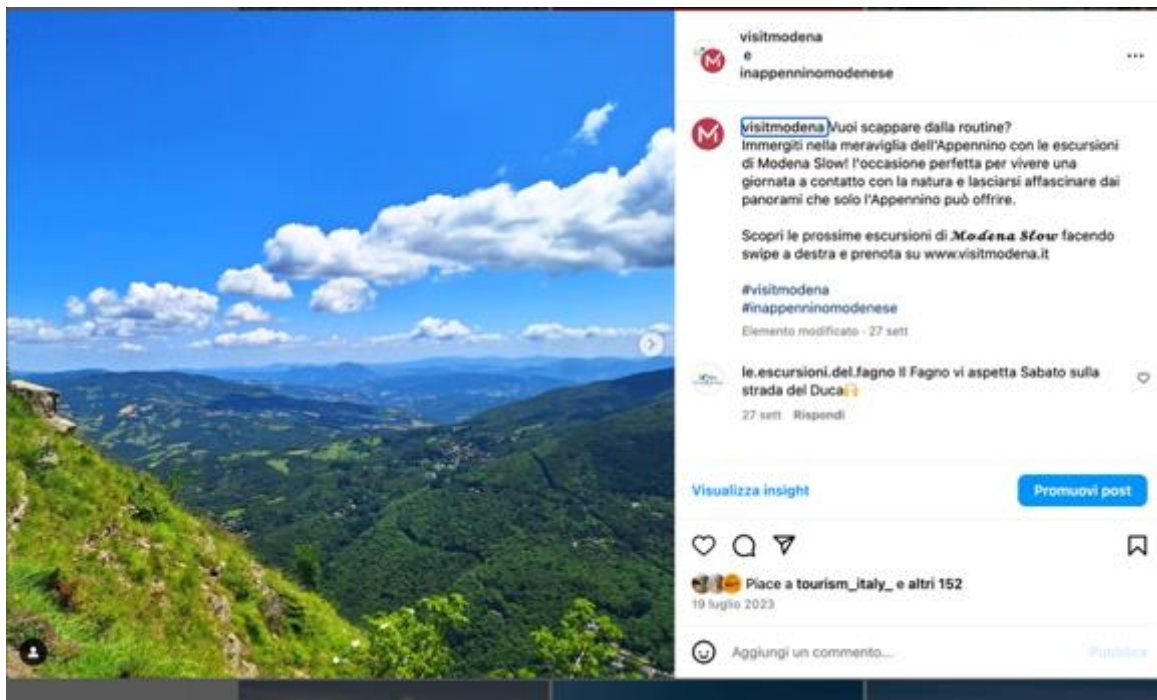 visitmodena
e
inappenninomodenese
visitmodena Vuoi scappare dalla routine?
Immergiti nella meraviglia dell'Appennino con le escursioni
di Modena Slow! l'occasione perfetta per vivere una
giornata a contatto con la natura e lasciarsi affascinare dai
panorami che solo l'Appennino può offrire.
Scopri le prossime escursioni di 𝓜𝓸𝓭𝓮𝓷𝓪 𝓢𝓵𝓸𝔀 facendo
swipe a destra e prenota su www.visitmodena.it
#visitmodena
#inappenninomodenese
Elemento modificato · 27 sett
le.escursioni.del.fagno Il Fagno vi aspetta Sabato sulla
strada del Duca🙌
27 sett Rispondi
Visualizza insight
Promuovi post
Piace a tourism_italy_ e altri 152
19 luglio 2023
Aggiungi un commento...
Pubblica